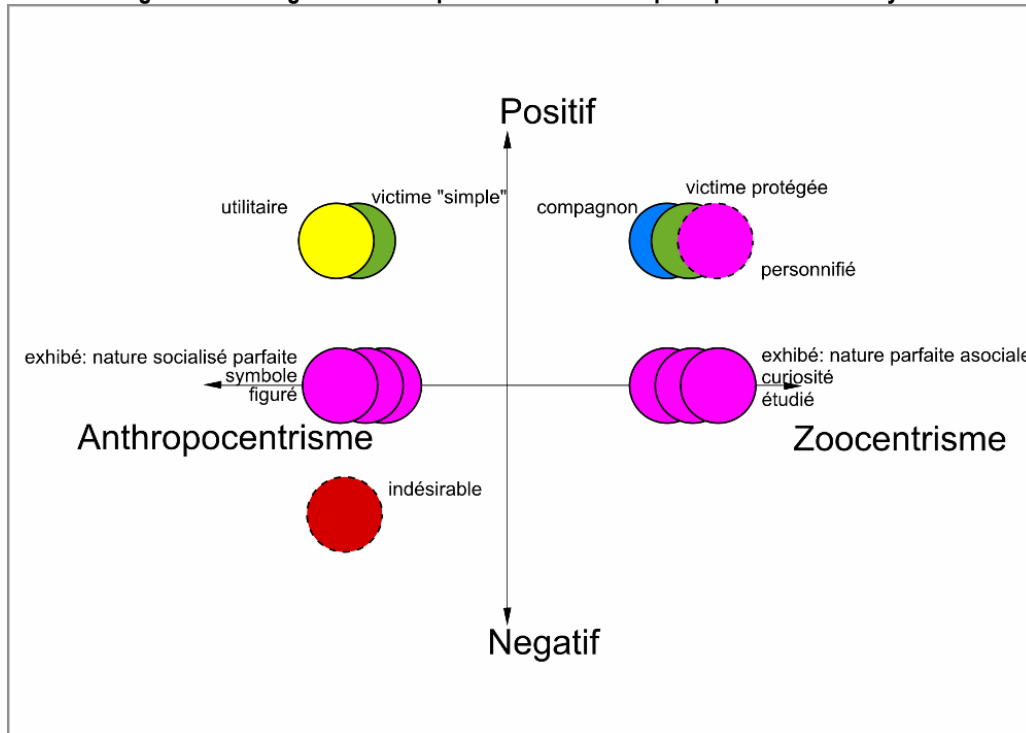 Positif
utilitaire
victime "simple"
compagnon
victime protégée
personnifié
exhibé: nature socialisé parfaite
symbole
figuré
exhibé: nature parfaite asociale
curiosité
étudié
Anthropocentrisme
Zoocentrisme
indésirable
Negatif